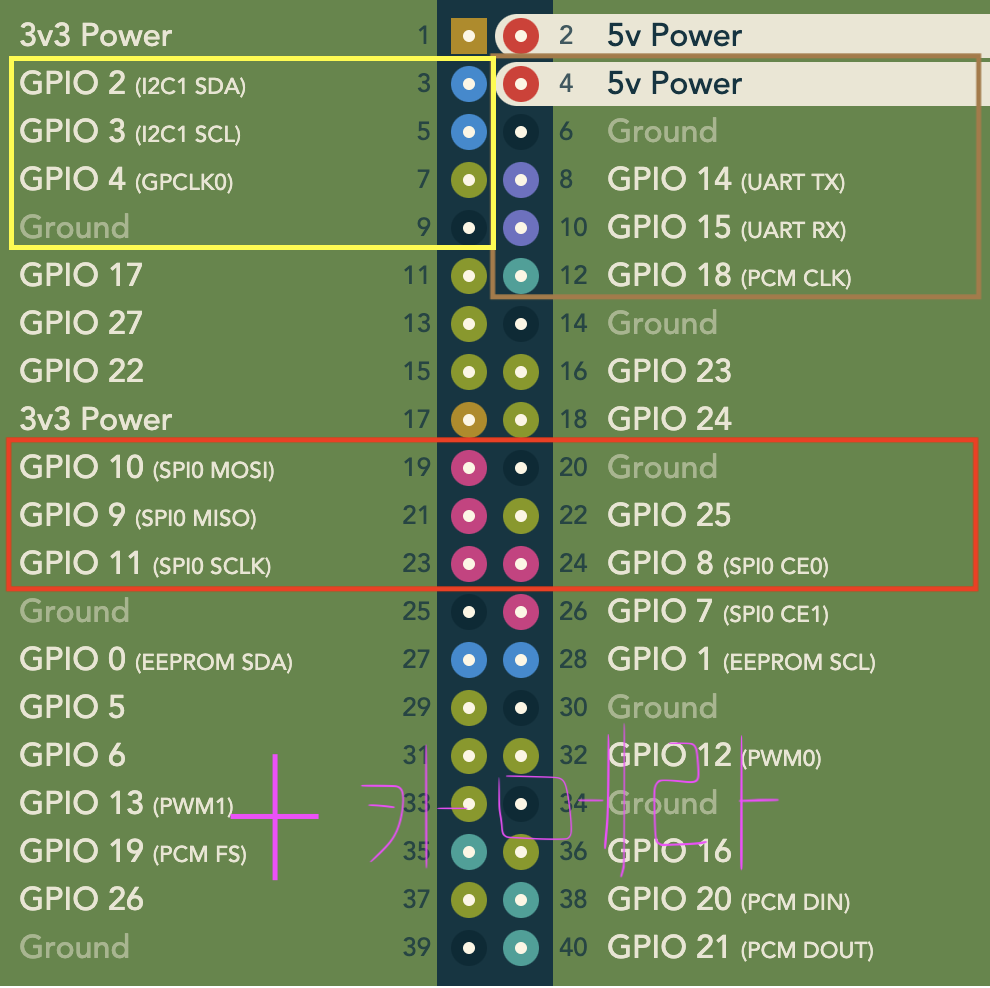 3v3 Power 1 2 5v Power
GPIO 2 (I2C1 SDA) 3 4 5v Power
GPIO 3 (I2C1 SCL) 5 6 Ground
GPIO 4 (GPCLK0) 7 8 GPIO 14 (UART TX)
Ground 9 10 GPIO 15 (UART RX)
GPIO 17 11 12 GPIO 18 (PCM CLK)
GPIO 27 13 14 Ground
GPIO 22 15 16 GPIO 23
3v3 Power 17 18 GPIO 24
GPIO 10 (SPI0 MOSI) 19 20 Ground
GPIO 9 (SPI0 MISO) 21 22 GPIO 25
GPIO 11 (SPI0 SCLK) 23 24 GPIO 8 (SPI0 CE0)
Ground 25 26 GPIO 7 (SPI0 CE1)
GPIO 0 (EEPROM SDA) 27 28 GPIO 1 (EEPROM SCL)
GPIO 5 29 30 Ground
GPIO 6 31 32 GPIO 12 (PWM0)
GPIO 13 (PWM1) 33 34 Ground
+ 카메라
GPIO 19 (PCM FS) 35 36 GPIO 16
GPIO 26 37 38 GPIO 20 (PCM DIN)
Ground 39 40 GPIO 21 (PCM DOUT)